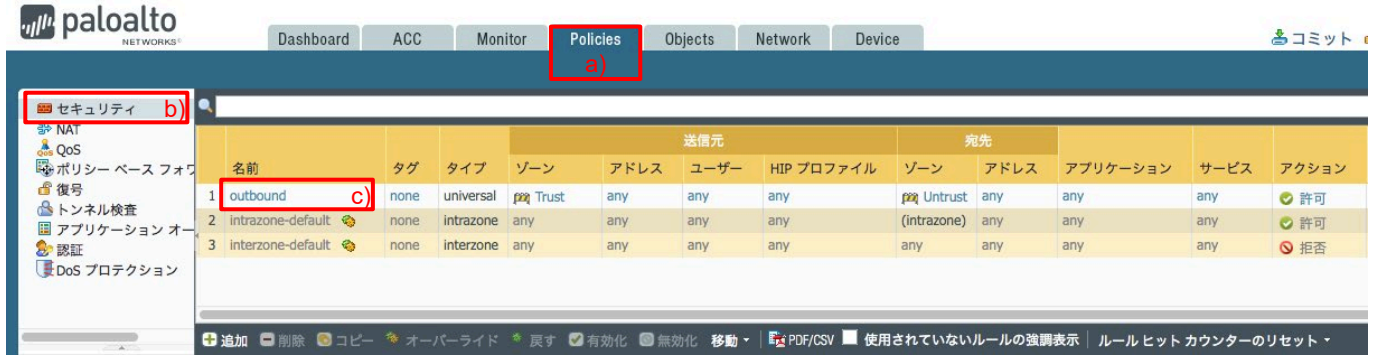 paloalto
NETWORKS
Dashboard ACC Monitor Policies Objects Network Device コミット
a)
セキュリティ b)
NAT
QoS
ポリシー ベース フォワ
復号
トンネル検査
アプリケーション オー
認証
DoS プロテクション
送信元 宛先
名前 タグ タイプ ゾーン アドレス ユーザー HIP プロファイル ゾーン アドレス アプリケーション サービス アクション
1 outbound c) none universal Trust any any any Untrust any any any 許可
2 intrazone-default none intrazone any any any any (intrazone) any any any 許可
3 interzone-default none interzone any any any any any any any any 拒否
追加 削除 コピー オーバーライド 戻す 有効化 無効化 移動 PDF/CSV 使用されていないルールの強調表示 ルール ヒット カウンターのリセット